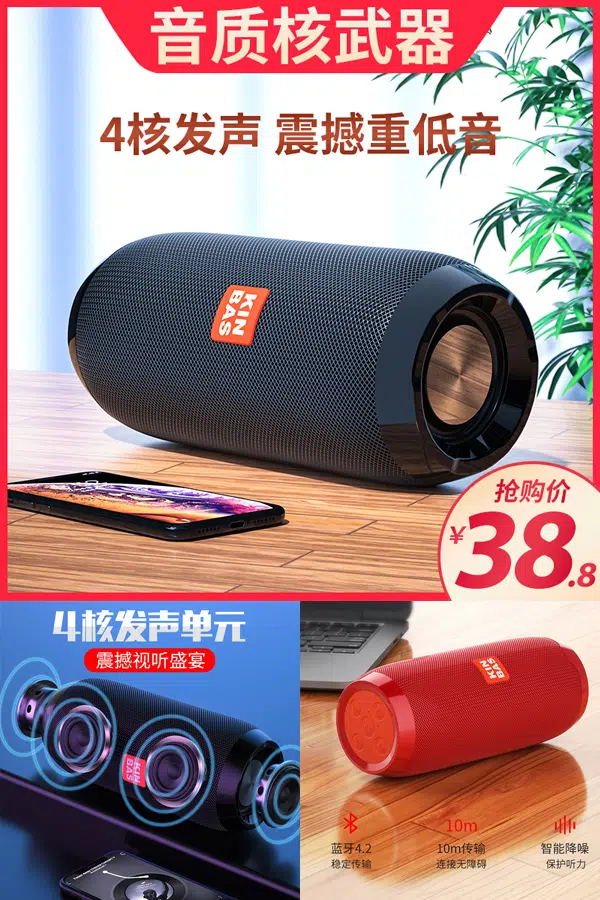 音质核武器
4核发声 震撼重低音
KIN
BAS
抢购价
¥38.8
4核发声单元
震撼视听盛宴
KIN
BAS
KIN
BAS
10m
蓝牙4.2
10m传输
智能降噪
稳定传输
连接无障碍
保护听力